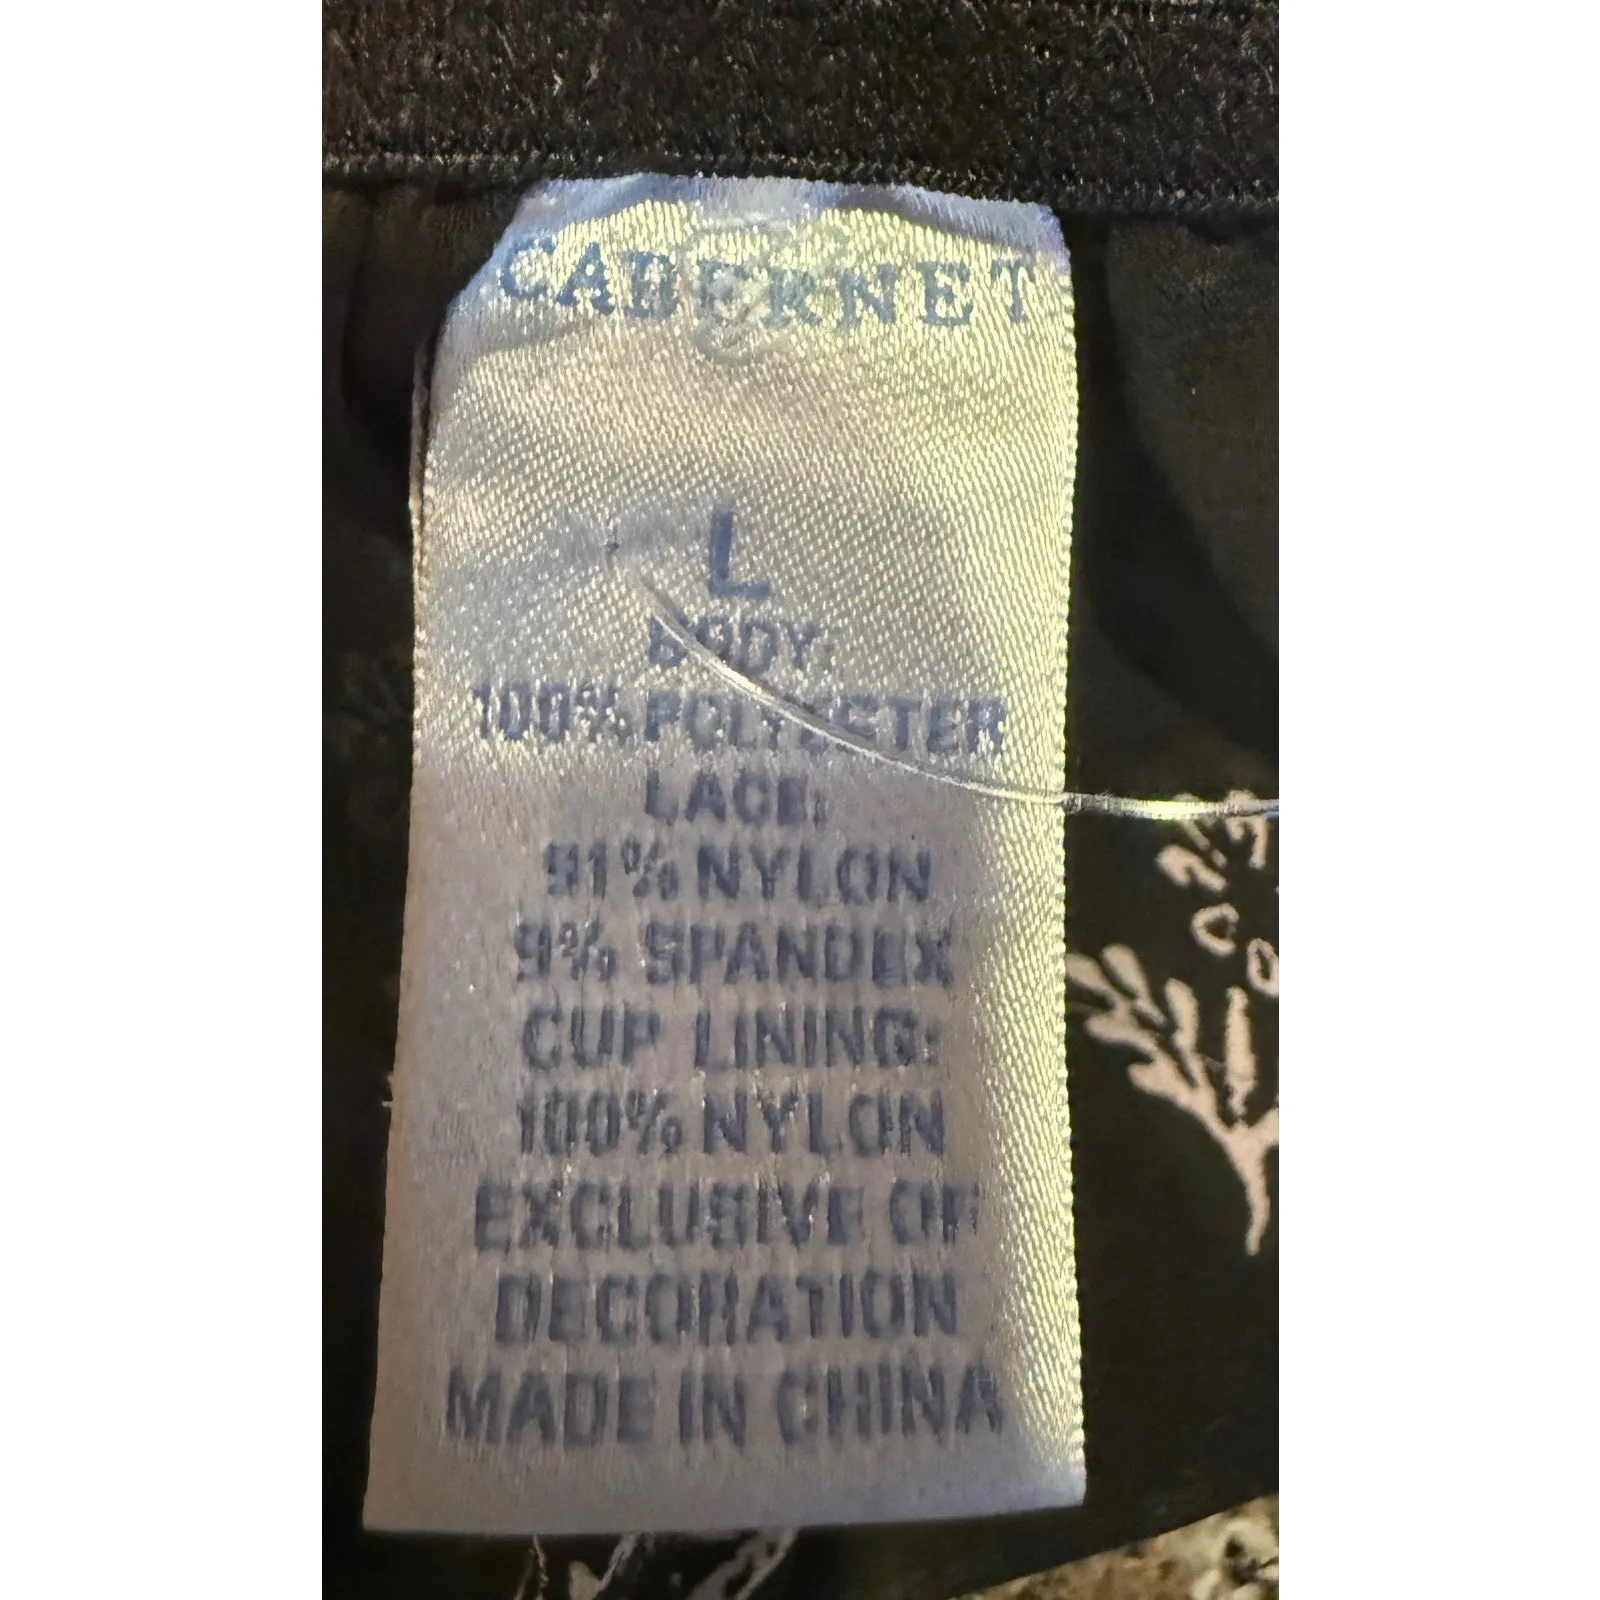 CABERNET
L
BODY:
100% POLYESTER
LACE:
91% NYLON
9% SPANDEX
CUP LINING:
100% NYLON
EXCLUSIVE OF
DECORATION
MADE IN CHINA